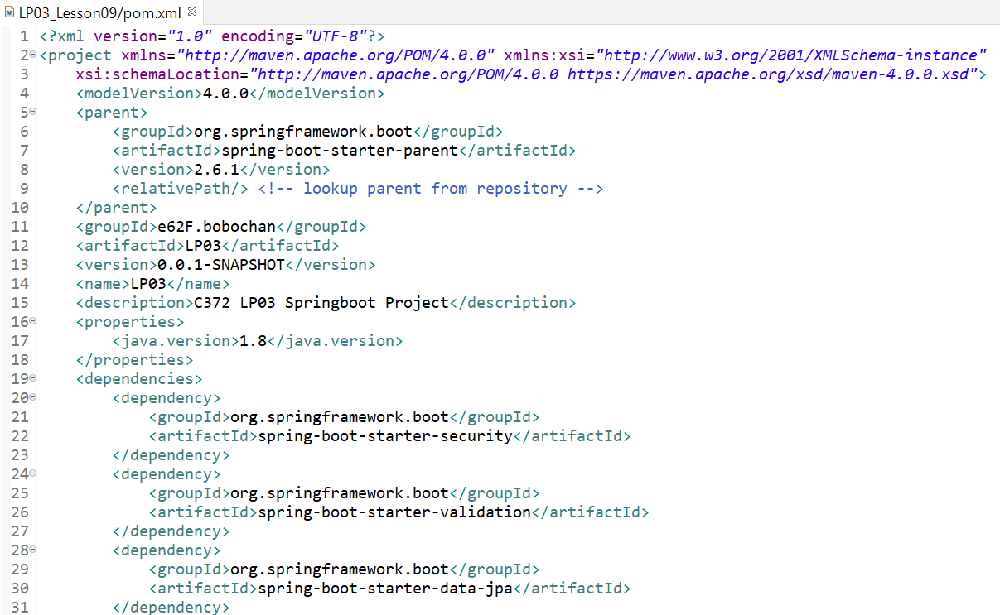 LP03_Lesson09/pom.xml
1 <?xml version="1.0" encoding="UTF-8"?>
2 <project xmlns="http://maven.apache.org/POM/4.0.0" xmlns:xsi="http://www.w3.org/2001/XMLSchema-instance"
3     xsi:schemaLocation="http://maven.apache.org/POM/4.0.0 https://maven.apache.org/xsd/maven-4.0.0.xsd">
4     <modelVersion>4.0.0</modelVersion>
5     <parent>
6         <groupId>org.springframework.boot</groupId>
7         <artifactId>spring-boot-starter-parent</artifactId>
8         <version>2.6.1</version>
9         <relativePath/> <!-- lookup parent from repository -->
10     </parent>
11     <groupId>e62F.bobochan</groupId>
12     <artifactId>LP03</artifactId>
13     <version>0.0.1-SNAPSHOT</version>
14     <name>LP03</name>
15     <description>C372 LP03 Springboot Project</description>
16     <properties>
17         <java.version>1.8</java.version>
18     </properties>
19     <dependencies>
20         <dependency>
21             <groupId>org.springframework.boot</groupId>
22             <artifactId>spring-boot-starter-security</artifactId>
23         </dependency>
24         <dependency>
25             <groupId>org.springframework.boot</groupId>
26             <artifactId>spring-boot-starter-validation</artifactId>
27         </dependency>
28         <dependency>
29             <groupId>org.springframework.boot</groupId>
30             <artifactId>spring-boot-starter-data-jpa</artifactId>
31         </dependency>